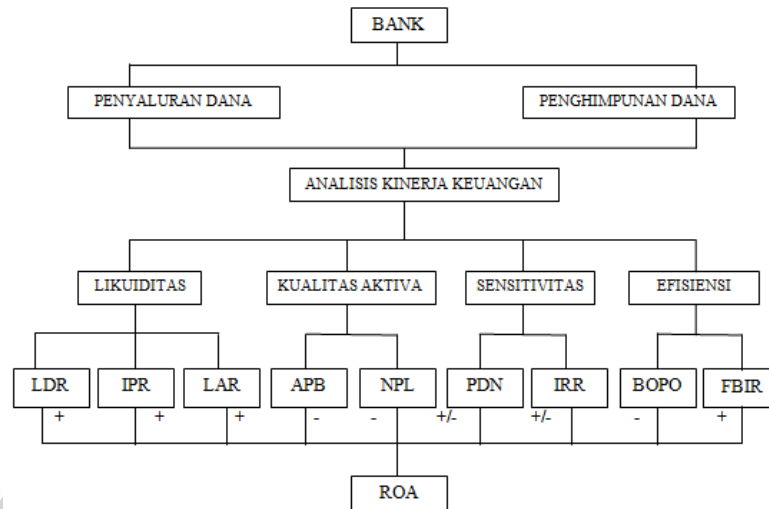 BANK
PENYALURAN DANA
PENGHIMPUNAN DANA
ANALISIS KINERJA KEUANGAN
LIKUIDITAS
KUALITAS AKTIVA
SENSITIVITAS
EFISIENSI
LDR
IPR
LAR
APB
NPL
PDN
IRR
BOPO
FBIR
+
+
+
-
-
+/-
+/-
-
+
ROA